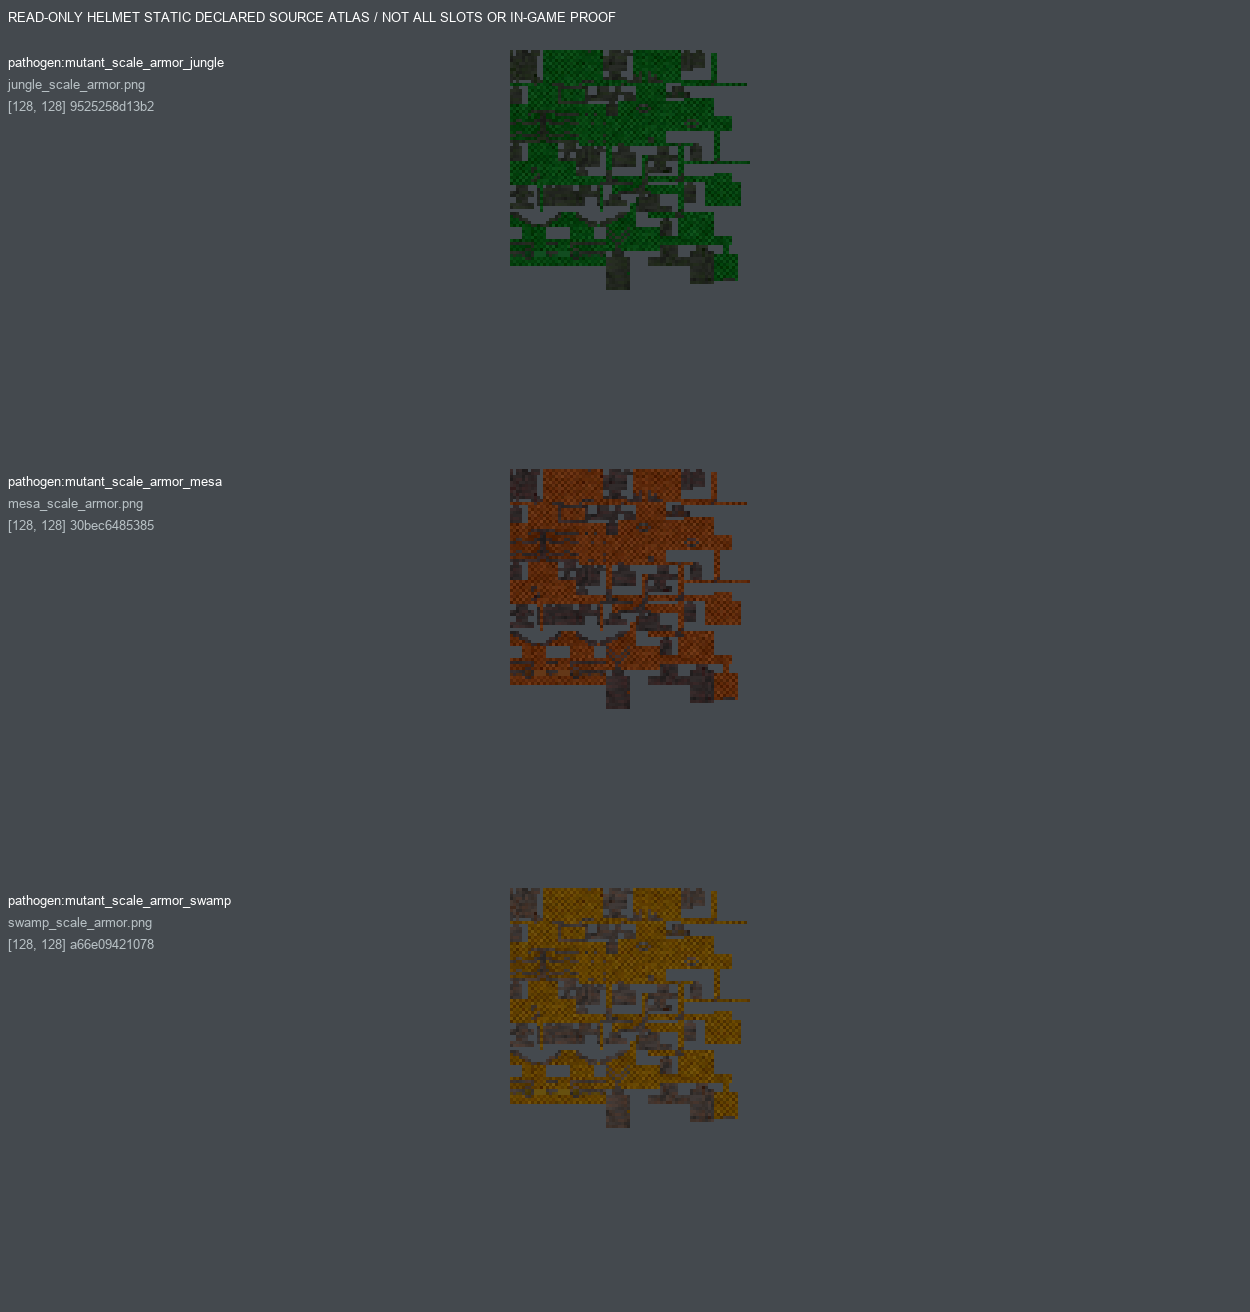 READ-ONLY HELMET STATIC DECLARED SOURCE ATLAS / NOT ALL SLOTS OR IN-GAME PROOF
pathogen:mutant_scale_armor_jungle
jungle_scale_armor.png
[128, 128] 9525258d13b2
pathogen:mutant_scale_armor_mesa
mesa_scale_armor.png
[128, 128] 30bec6485385
pathogen:mutant_scale_armor_swamp
swamp_scale_armor.png
[128, 128] a66e09421078